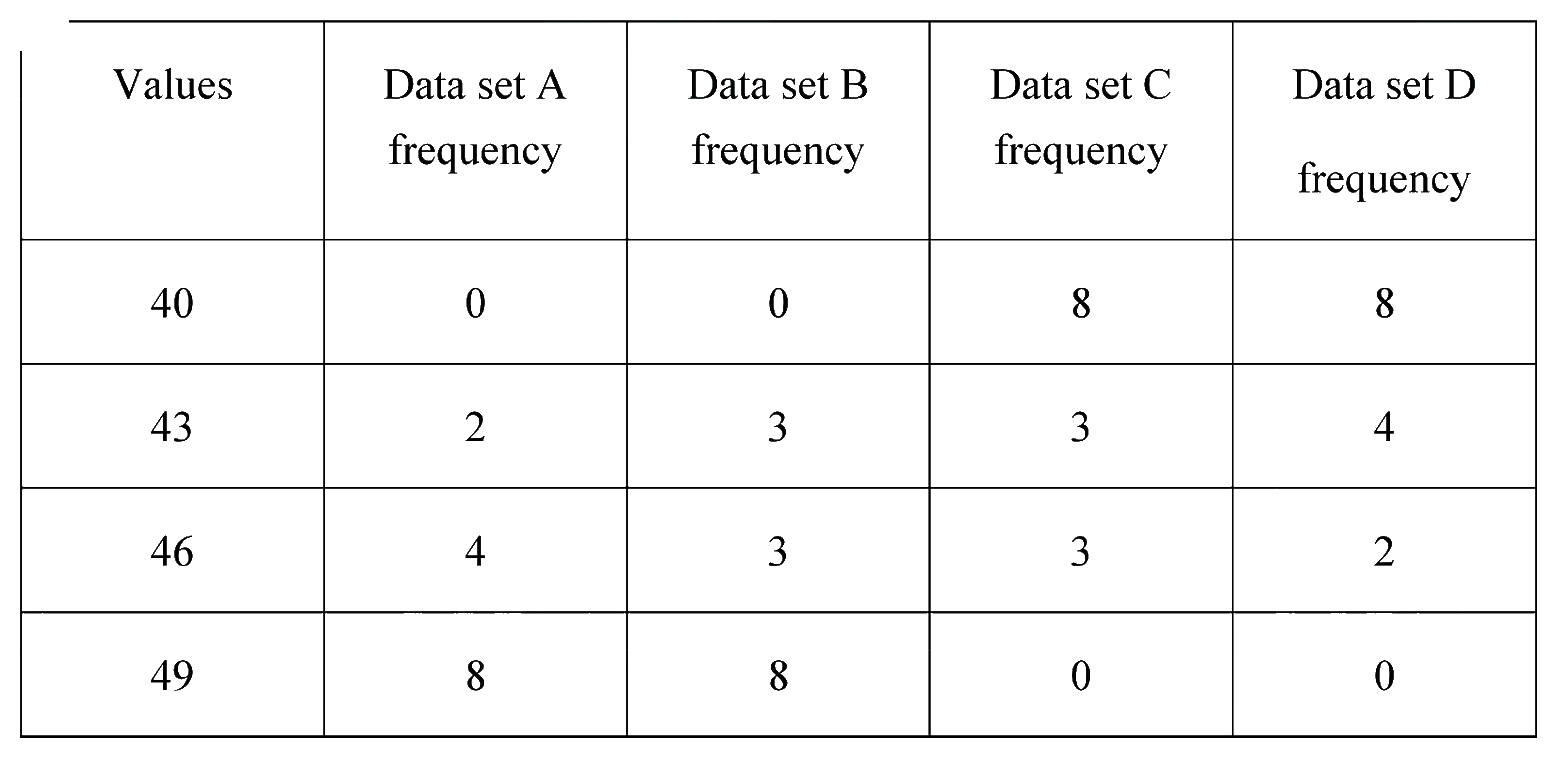 Values Data set A frequency Data set B frequency Data set C frequency Data set D frequency
40 0 0 8 8
43 2 3 3 4
46 4 3 3 2
49 8 8 0 0